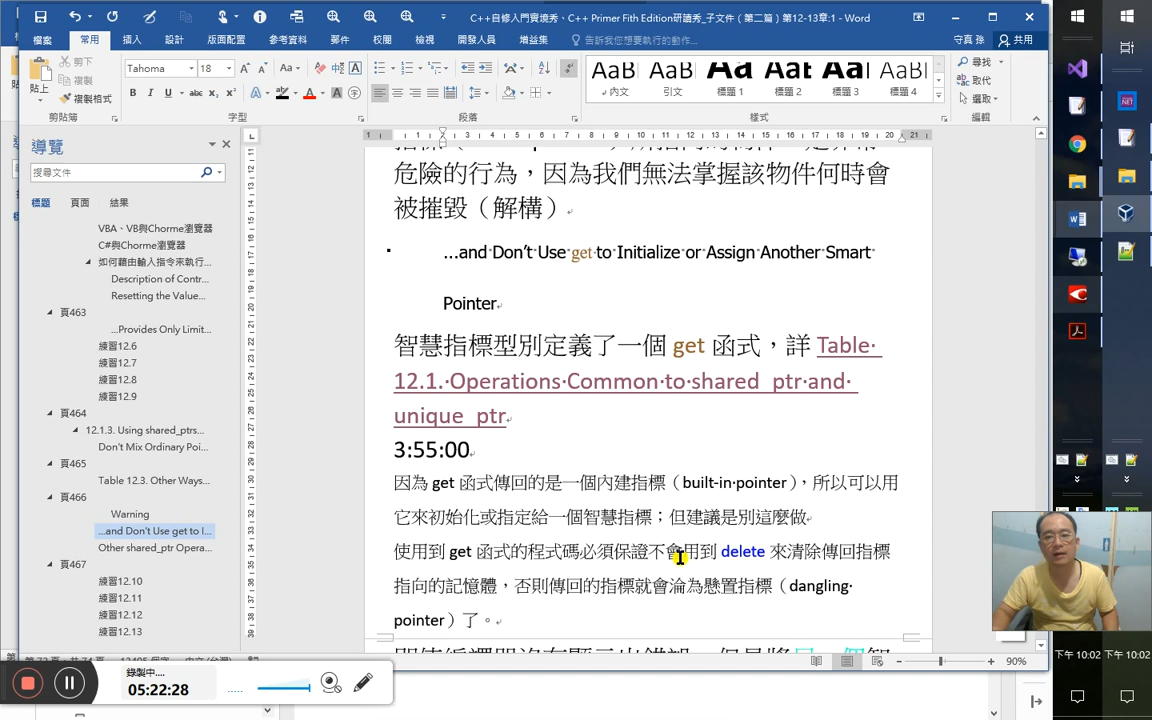 C++自修入門實境秀、C++ Primer Fith Edition研讀秀_子文件（第二篇）第12-13章:1 - Word
檔案 常用 插入 設計 版面配置 參考資料 郵件 校閱 檢視 開發人員 增益集 告訴我您想要執行的動作... 守真 孫 共用
貼上 剪下 複製 複製格式 剪貼簿
Tahoma 18 字型
段落
AaB 內文 AaB 引文 Aa 標題 1 Aat 標題 2 Aal 標題 3 AaBl 標題 4 樣式
尋找 取代 選取 編輯
導覽
搜尋文件
標題 頁面 結果
VBA、VB與Chorme瀏覽器
C#與Chorme瀏覽器
如何藉由輸入指令來執行...
Description of Contr...
Resetting the Value...
頁463
...Provides Only Limit...
練習12.6
練習12.7
練習12.8
練習12.9
頁464
12.1.3. Using shared_ptrs...
Don't Mix Ordinary Poi...
頁465
Table 12.3. Other Ways...
頁466
Warning
...and Don't Use get to I...
Other shared_ptr Opera...
頁467
練習12.10
練習12.11
練習12.12
練習12.13
危險的行為，因為我們無法掌握該物件何時會
被摧毀（解構）
...and Don't Use get to Initialize or Assign Another Smart
Pointer
智慧指標型別定義了一個 get 函式，詳 Table
12.1. Operations Common to shared_ptr and
unique_ptr
3:55:00
因為 get 函式傳回的是一個內建指標（built-in pointer），所以可以用
它來初始化或指定給一個智慧指標；但建議是別這麼做
使用到 get 函式的程式碼必須保證不會用到 delete 來清除傳回指標
指向的記憶體，否則傳回的指標就會淪為懸置指標（dangling
pointer）了。
90%
錄製中....
05:22:28
下午 10:02 下午 10:02